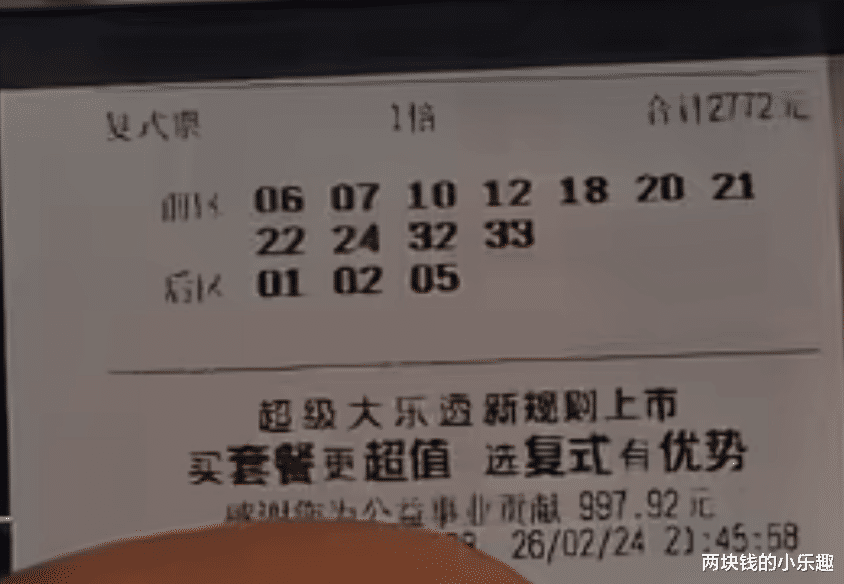 复式票 1倍 合计2772元
前区 06 07 10 12 18 20 21
22 24 32 33
后区 01 02 05
超级大乐透新规则上市
买套餐更超值 选复式有优势
感谢您为公益事业贡献 997.92元
26/02/24 21:45:58
两块钱的小乐趣